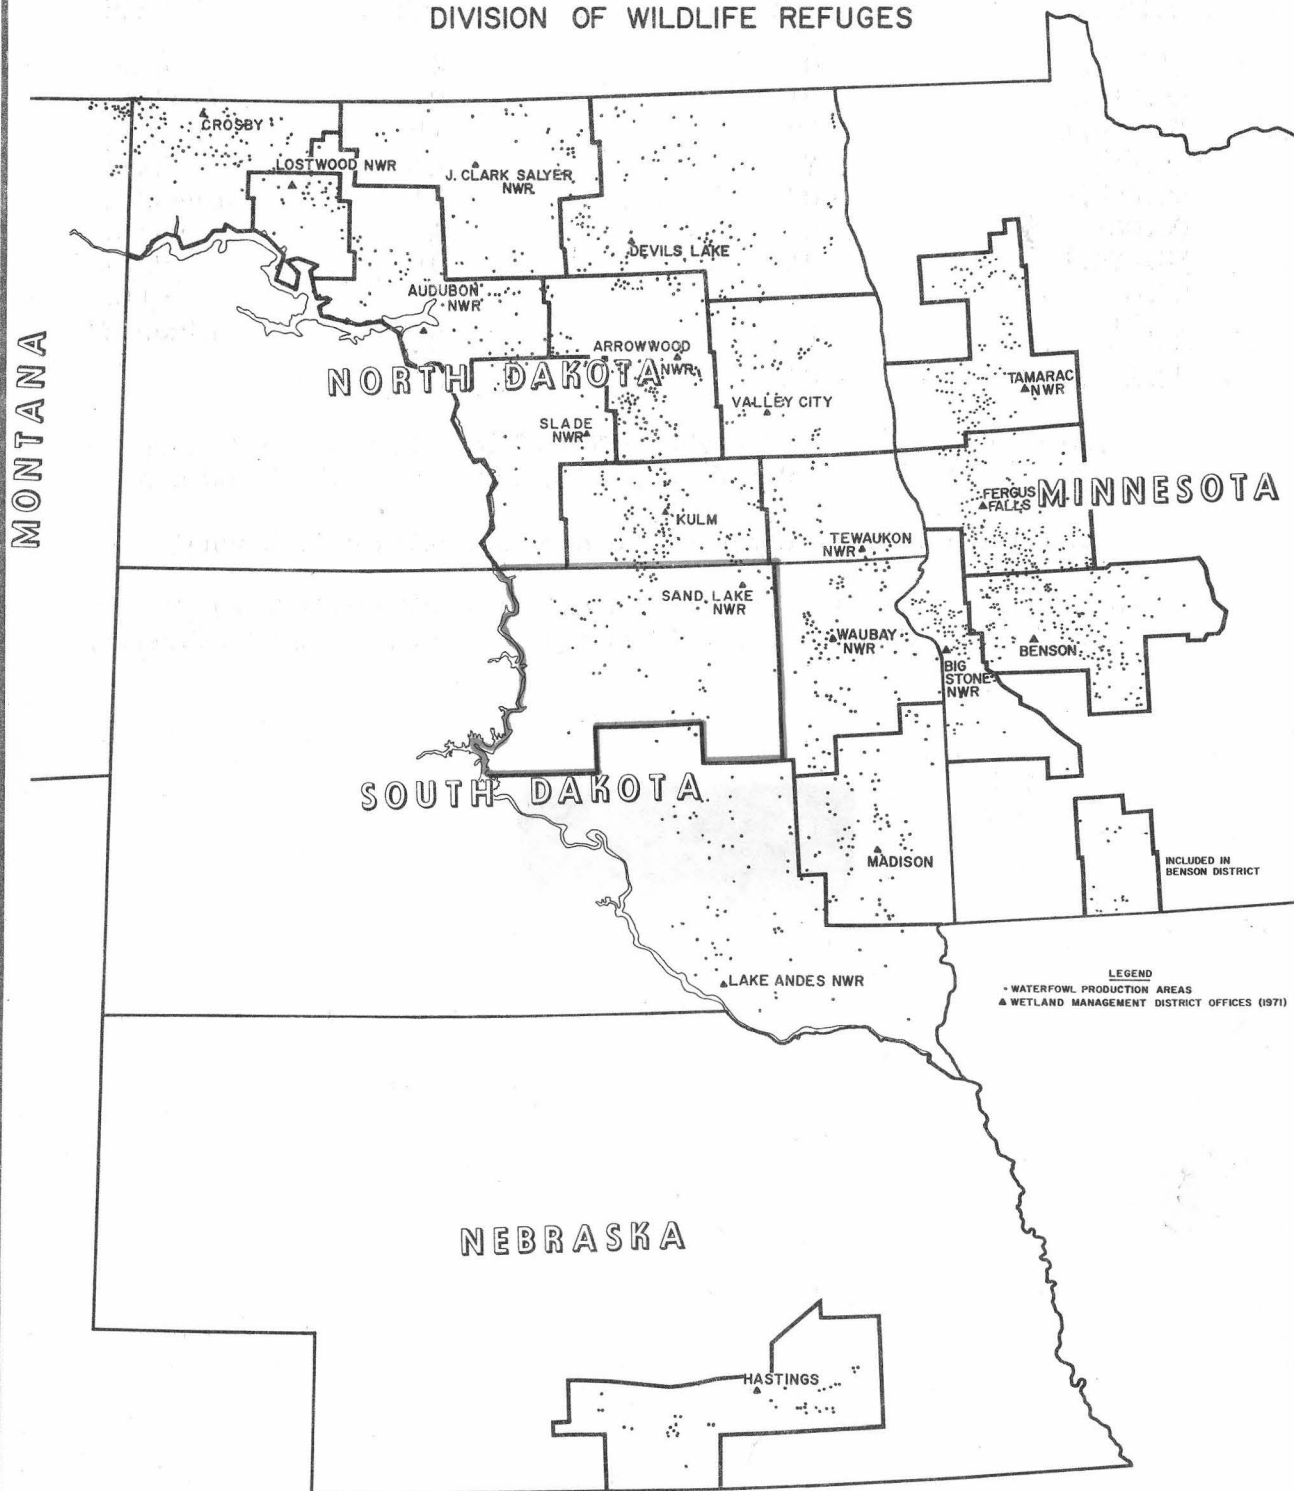 DIVISION OF WILDLIFE REFUGES
CROSBY
LOSTWOOD NWR
J. CLARK SALYER
NWR
DEVILS LAKE
AUDUBON
NWR
ARROWWOOD
NWR
MONTANA
NORTH DAKOTA
TAMARAC
NWR
VALLEY CITY
SLADE
NWR
FERGUS
FALLS
MINNESOTA
KULM
TEWAUKON
NWR
SAND LAKE
NWR
WAUBAY
NWR
BENSON
BIG
STONE
NWR
SOUTH DAKOTA
MADISON
INCLUDED IN
BENSON DISTRICT
LAKE ANDES NWR
LEGEND
WATERFOWL PRODUCTION AREAS
WETLAND MANAGEMENT DISTRICT OFFICES (1971)
NEBRASKA
HASTINGS